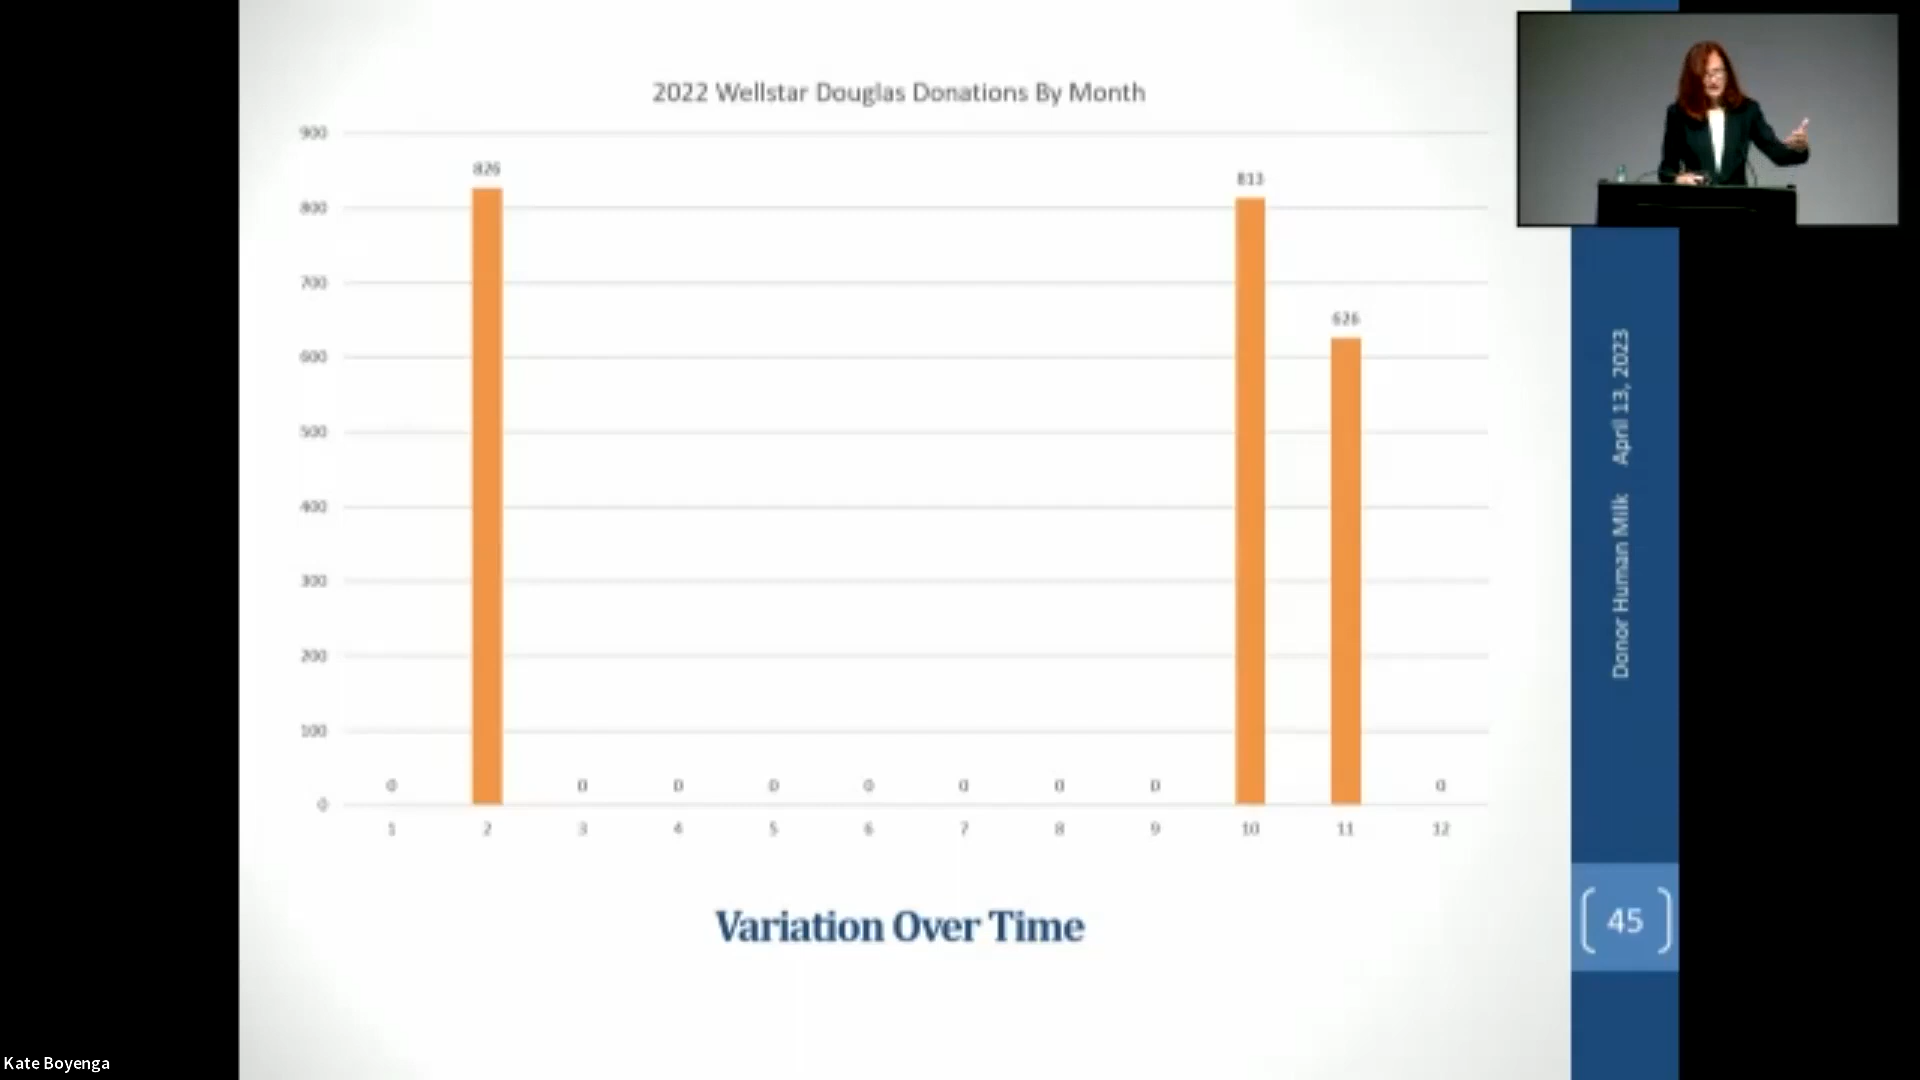 2022 Wellstar Douglas Donations By Month
900
800
700
600
500
400
300
200
100
0
826
813
626
0 0 0 0 0 0 0 0 0
1 2 3 4 5 6 7 8 9 10 11 12
Variation Over Time
Donor Human Milk April 13, 2023
45
Kate Boyenga